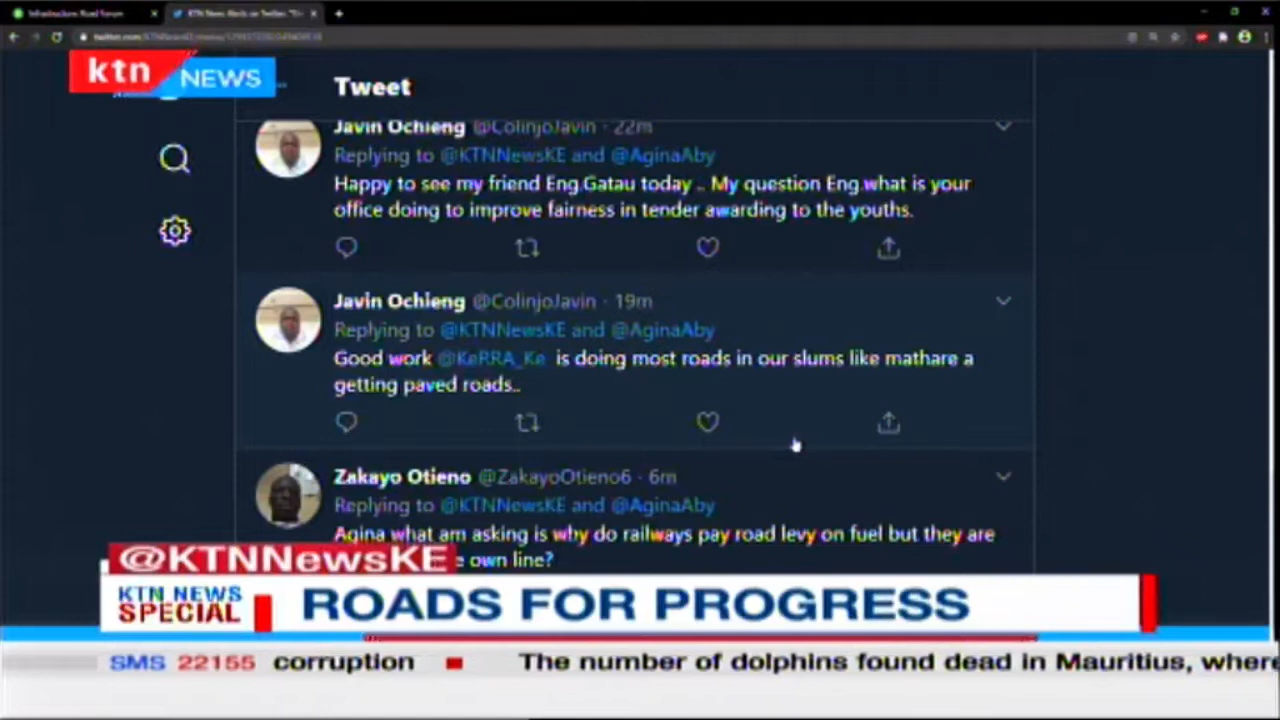 ktn NEWS
Tweet
Javin Ochieng @ColinjoJavin · 22m
Replying to @KTNNewsKE and @AginaAby
Happy to see my friend Eng.Gatau today .. My question Eng.what is your
office doing to improve fairness in tender awarding to the youths.
Javin Ochieng @ColinjoJavin · 19m
Replying to @KTNNewsKE and @AginaAby
Good work @KeRRA_Ke is doing most roads in our slums like mathare a
getting paved roads..
Zakayo Otieno @ZakayoOtieno6 · 6m
Replying to @KTNNewsKE and @AginaAby
Agina what am asking is why do railways pay road levy on fuel but they are
own line?
@KTNNewsKE
KTN NEWS
SPECIAL
ROADS FOR PROGRESS
SMS 22155 corruption ■ The number of dolphins found dead in Mauritius, where